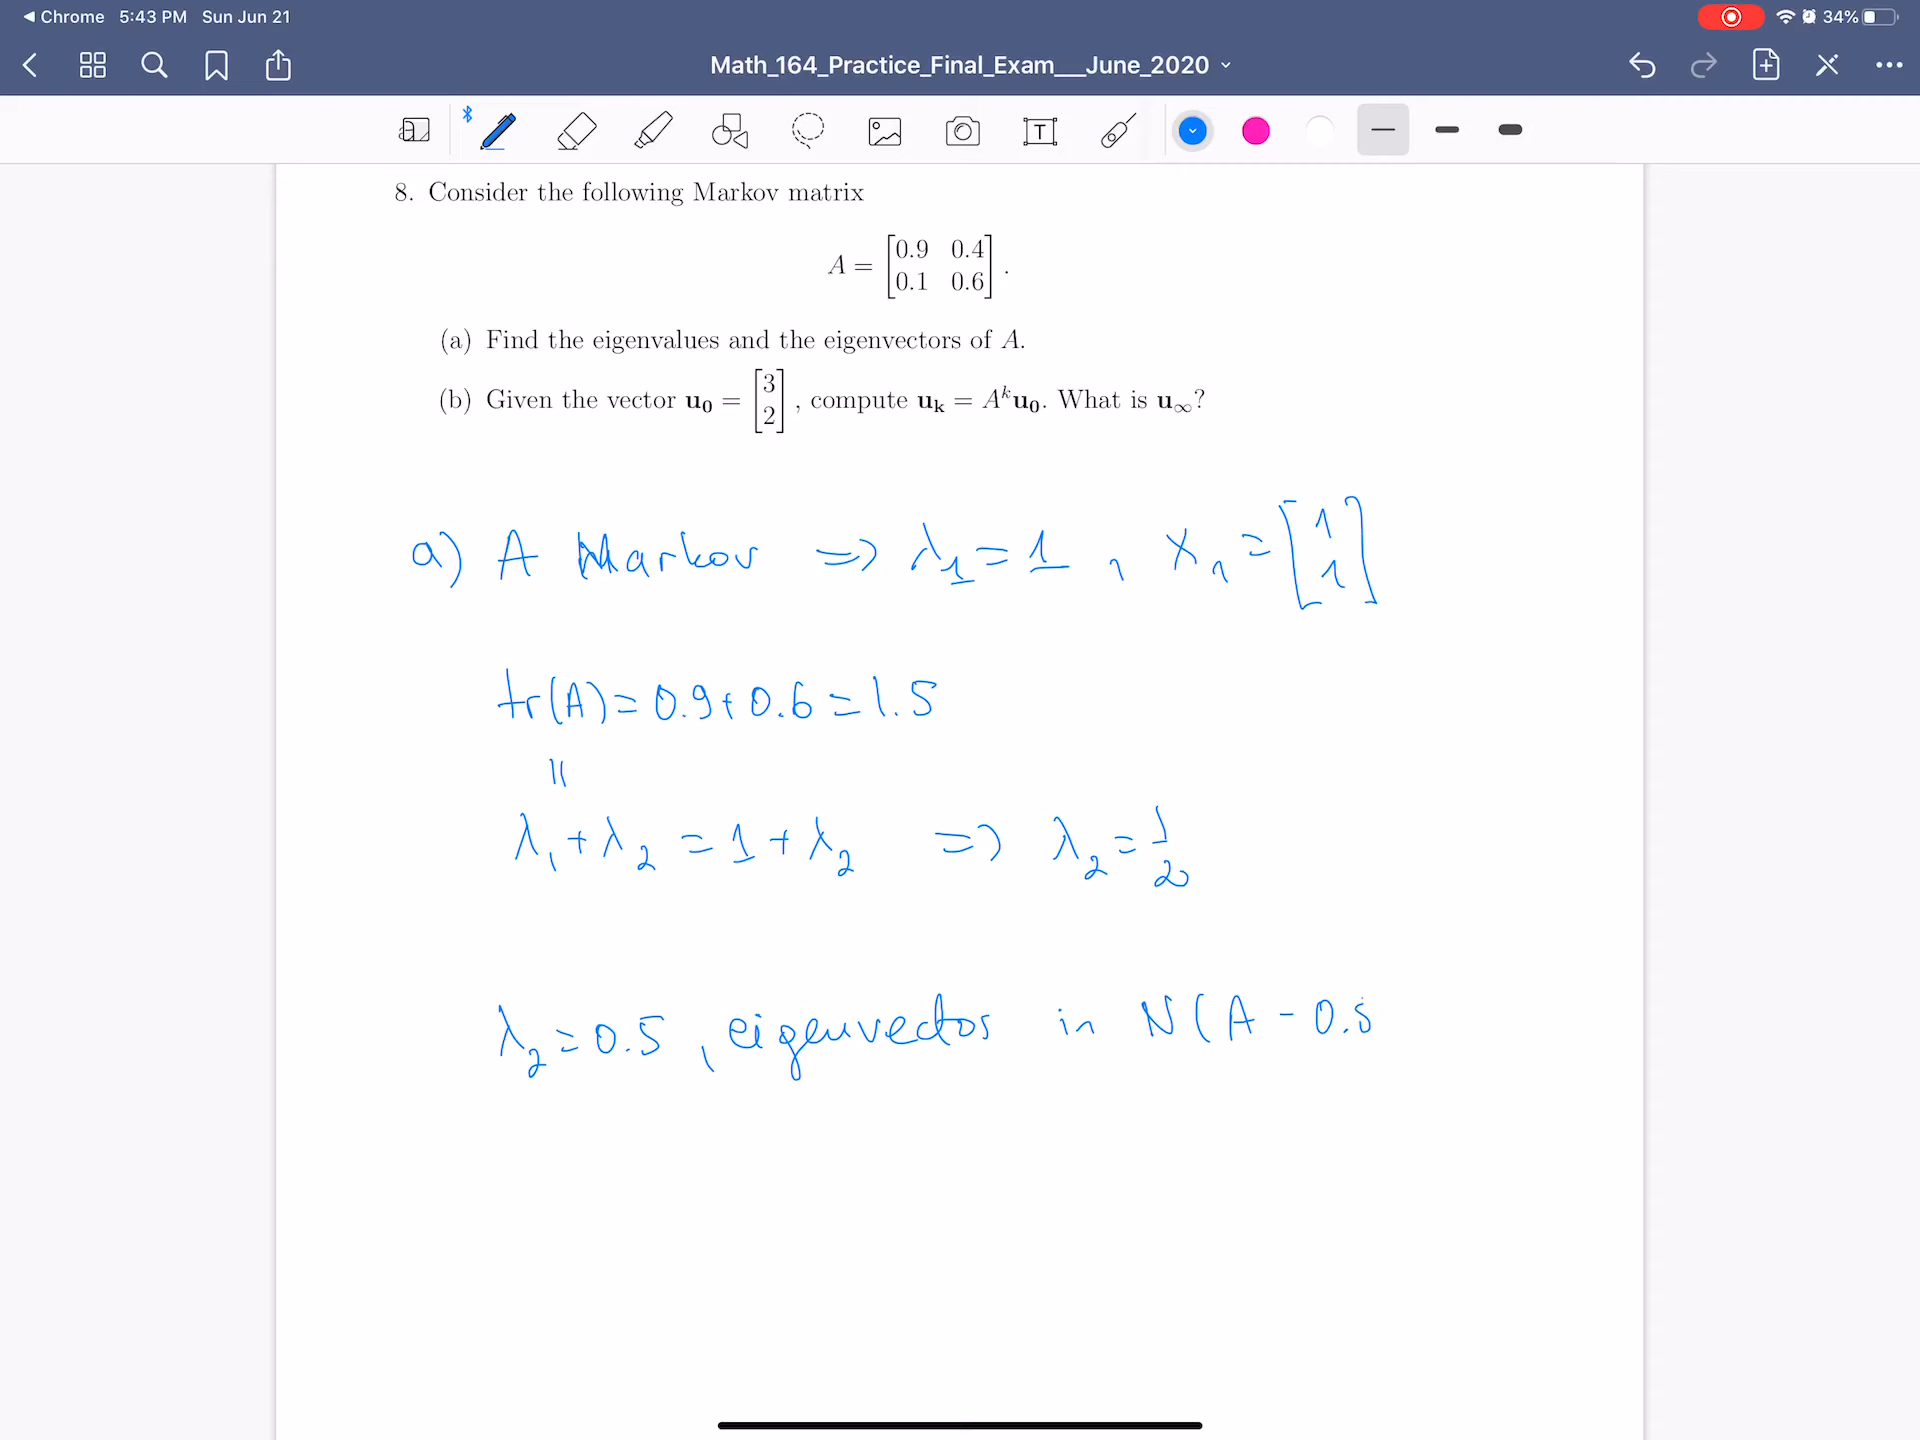 ◀ Chrome 5:43 PM Sun Jun 21 34%
Math_164_Practice_Final_Exam___June_2020
8. Consider the following Markov matrix
A = [0.9 0.4
0.1 0.6].
(a) Find the eigenvalues and the eigenvectors of A.
(b) Given the vector u₀ = [3 2], compute uₖ = Aᵏu₀. What is u∞?
a) A Markov => λ₁ = 1, x₁ = [1 1]
tr(A) = 0.9 + 0.6 = 1.5
||
λ₁ + λ₂ = 1 + λ₂ => λ₂ = 1/2
λ₂ = 0.5, eigenvectos in N(A - 0.5